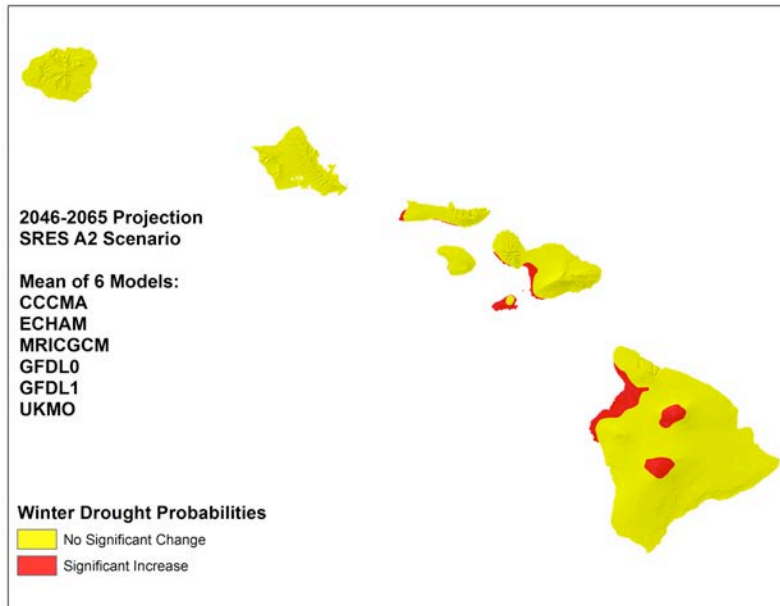 2046-2065 Projection
SRES A2 Scenario
Mean of 6 Models:
CCCMA
ECHAM
MRICGCM
GFDL0
GFDL1
UKMO
Winter Drought Probabilities
No Significant Change
Significant Increase